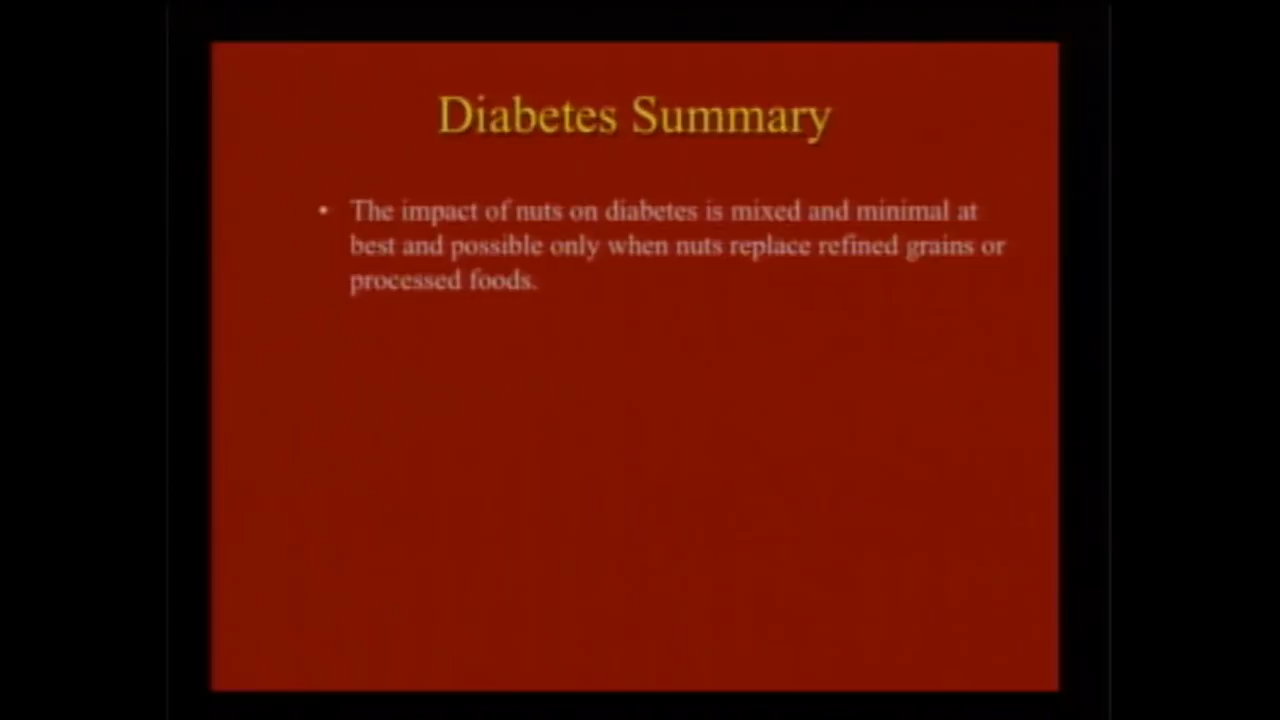 Diabetes Summary
• The impact of nuts on diabetes is mixed and minimal at
best and possible only when nuts replace refined grains or
processed foods.